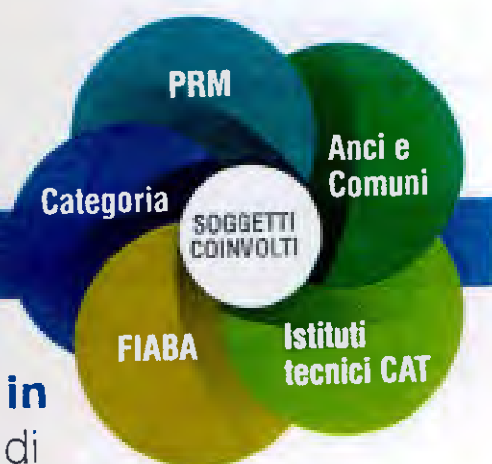 PRM
Anci e
Comuni
Categoria
SOGGETTI
COINVOLTI
FIABA
Istituti
tecnici CAT
in
di